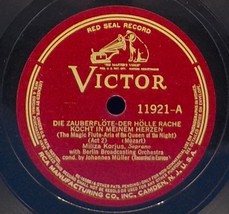 RED SEAL RECORD
VICTOR
11921-A
DIE ZAUBERFLÖTE-DER HÖLLE RACHE
KOCHT IN MEINEM HERZEN
(The Magic Flute-Aria of the Queen of the Night)
(Act 2) (Mozart)
Miliza Korjus, Soprano
with Berlin Broadcasting Orchestra
cond. by Johannes Müller
RCA MANUFACTURING CO., INC. CAMDEN, N.J. U.S.A.